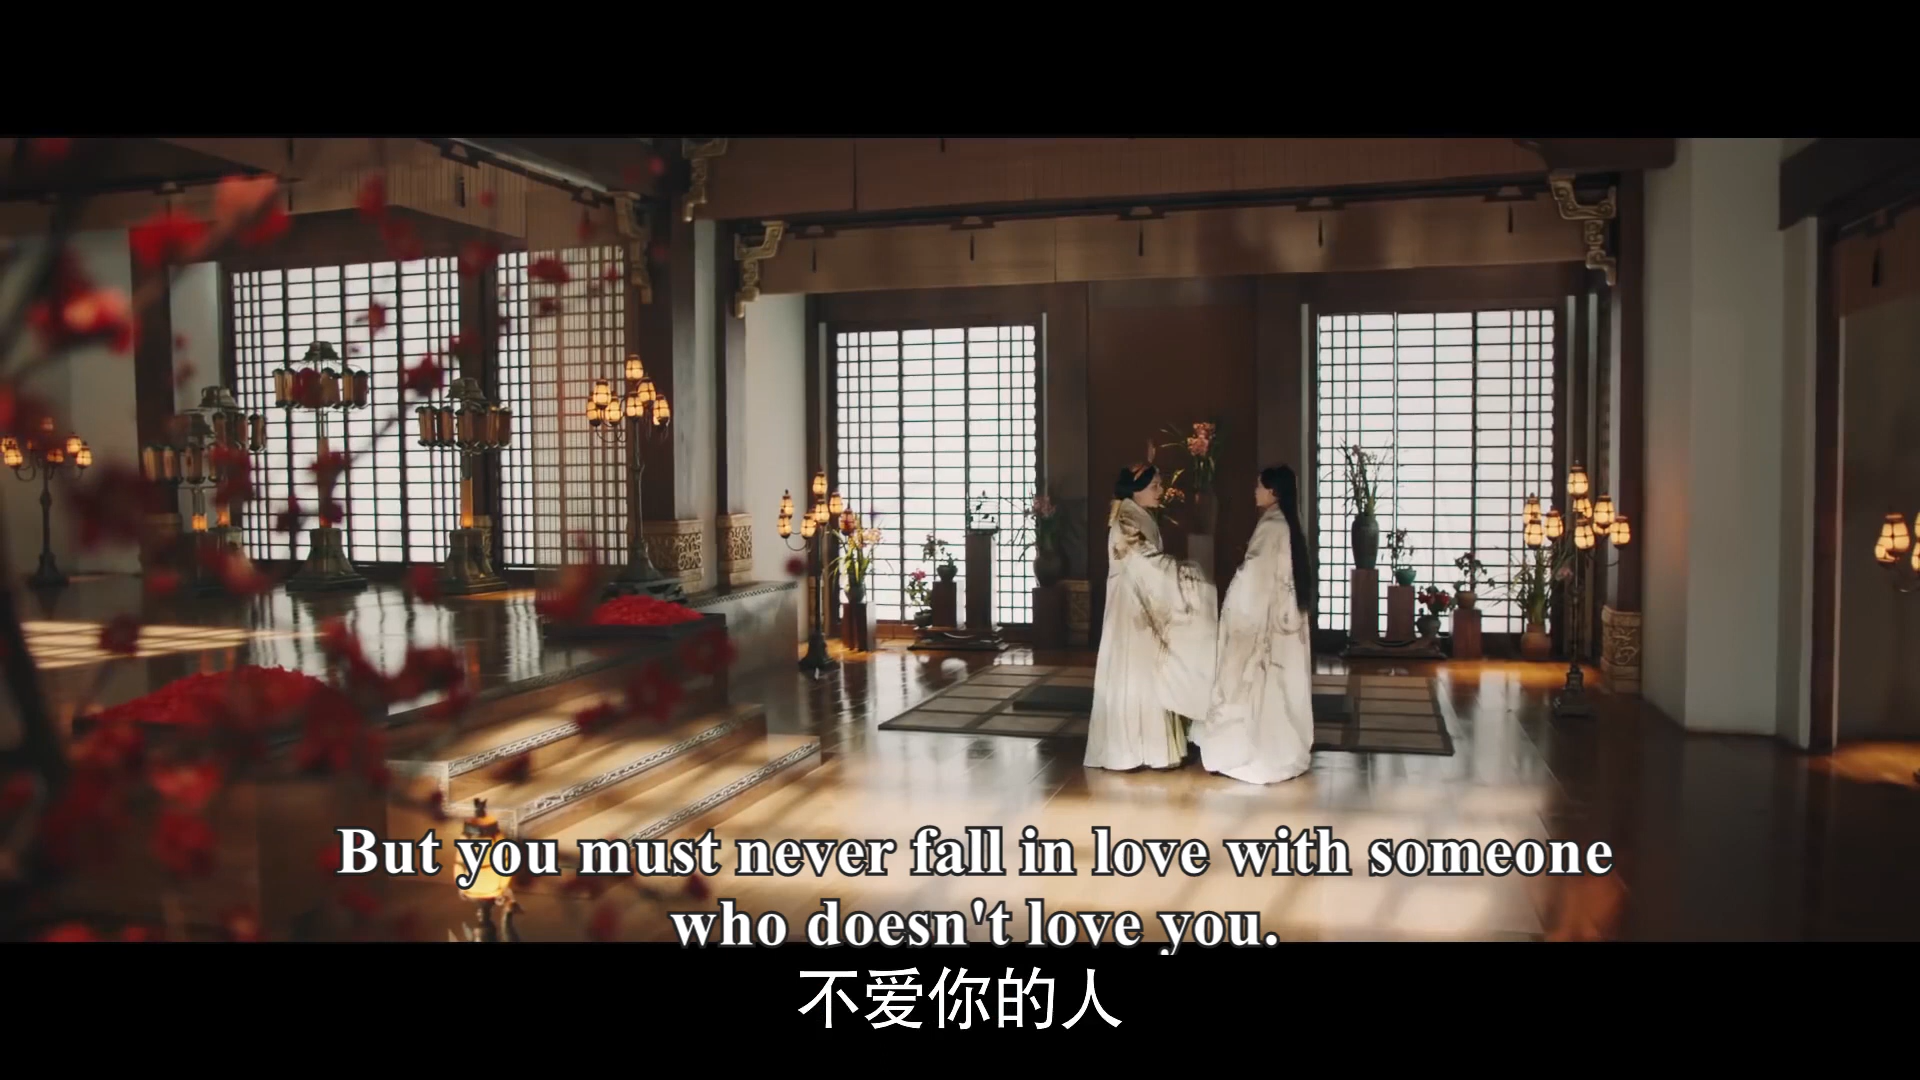 But you must never fall in love with someone
who doesn't love you.
不爱你的人